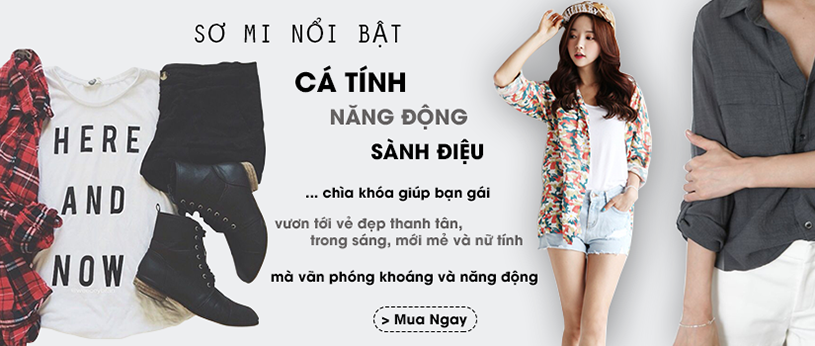 SƠ MI NỔI BẬT
CÁ TÍNH
NĂNG ĐỘNG
SÀNH ĐIỆU
... chìa khóa giúp bạn gái
vươn tới vẻ đẹp thanh tân,
trong sáng, mới mẻ và nữ tính
mà vãn phóng khoáng và năng động
> Mua Ngay
HERE
AND
NOW